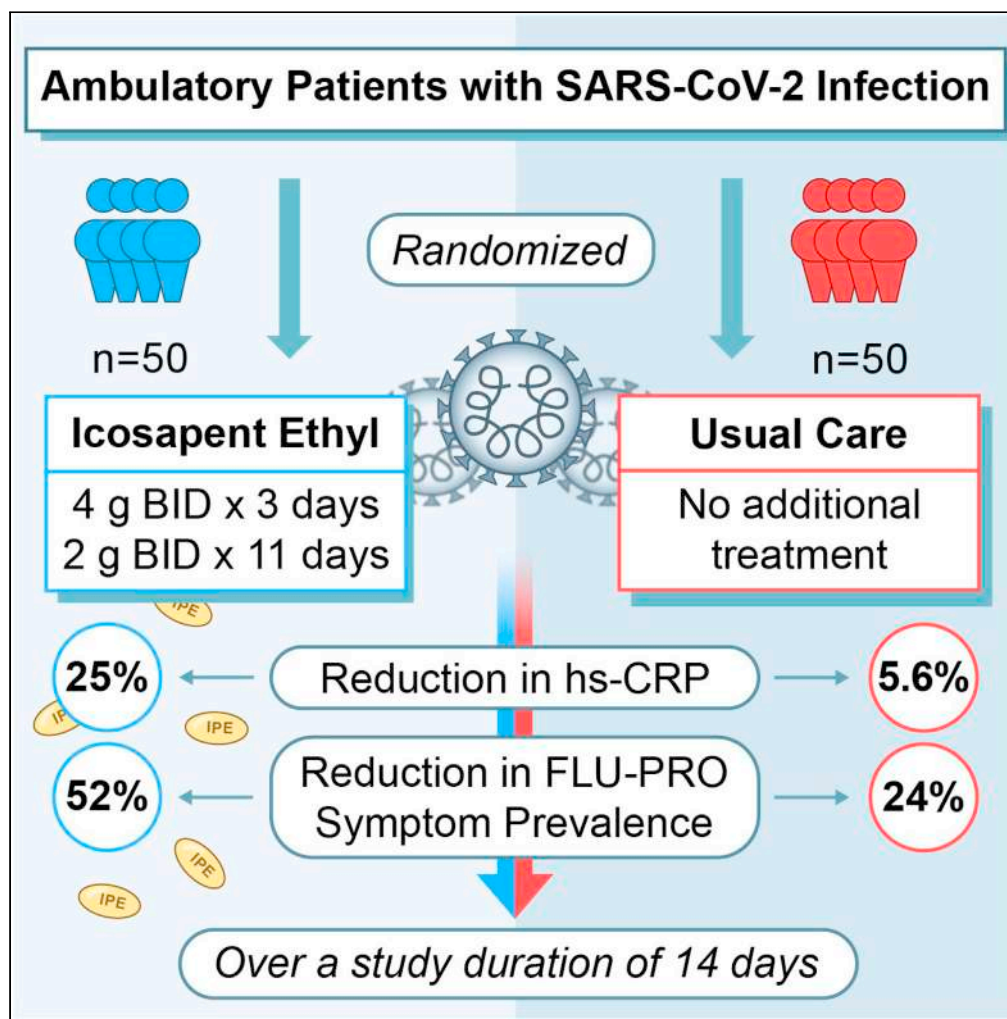 Ambulatory Patients with SARS-CoV-2 Infection
Randomized
n=50
n=50
Icosapent Ethyl
4 g BID x 3 days
2 g BID x 11 days
Usual Care
No additional
treatment
IPE
25%
Reduction in hs-CRP
5.6%
IPE
IPE
52%
Reduction in FLU-PRO
Symptom Prevalence
24%
IPE
IPE
Over a study duration of 14 days